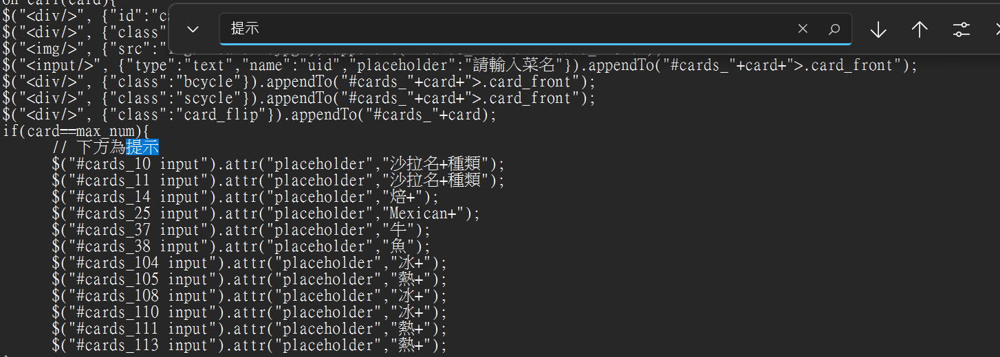 on call(card){
$("<div/>", {"id":"c
提示
$("<div/>", {"class"
$("<img/>", {"src":"
$("<input/>", {"type":"text","name":"uid","placeholder":"請輸入菜名"}).appendTo("#cards_"+card+">.card_front");
$("<div/>", {"class":"bcycle"}).appendTo("#cards_"+card+">.card_front");
$("<div/>", {"class":"scycle"}).appendTo("#cards_"+card+">.card_front");
$("<div/>", {"class":"card_flip"}).appendTo("#cards_"+card);
if(card==max_num){
// 下方為提示
$("#cards_10 input").attr("placeholder","沙拉名+種類");
$("#cards_11 input").attr("placeholder","沙拉名+種類");
$("#cards_14 input").attr("placeholder","焙+");
$("#cards_25 input").attr("placeholder","Mexican+");
$("#cards_37 input").attr("placeholder","牛");
$("#cards_38 input").attr("placeholder","魚");
$("#cards_104 input").attr("placeholder","冰+");
$("#cards_105 input").attr("placeholder","熱+");
$("#cards_108 input").attr("placeholder","冰+");
$("#cards_110 input").attr("placeholder","冰+");
$("#cards_111 input").attr("placeholder","熱+");
$("#cards_113 input").attr("placeholder","熱+");